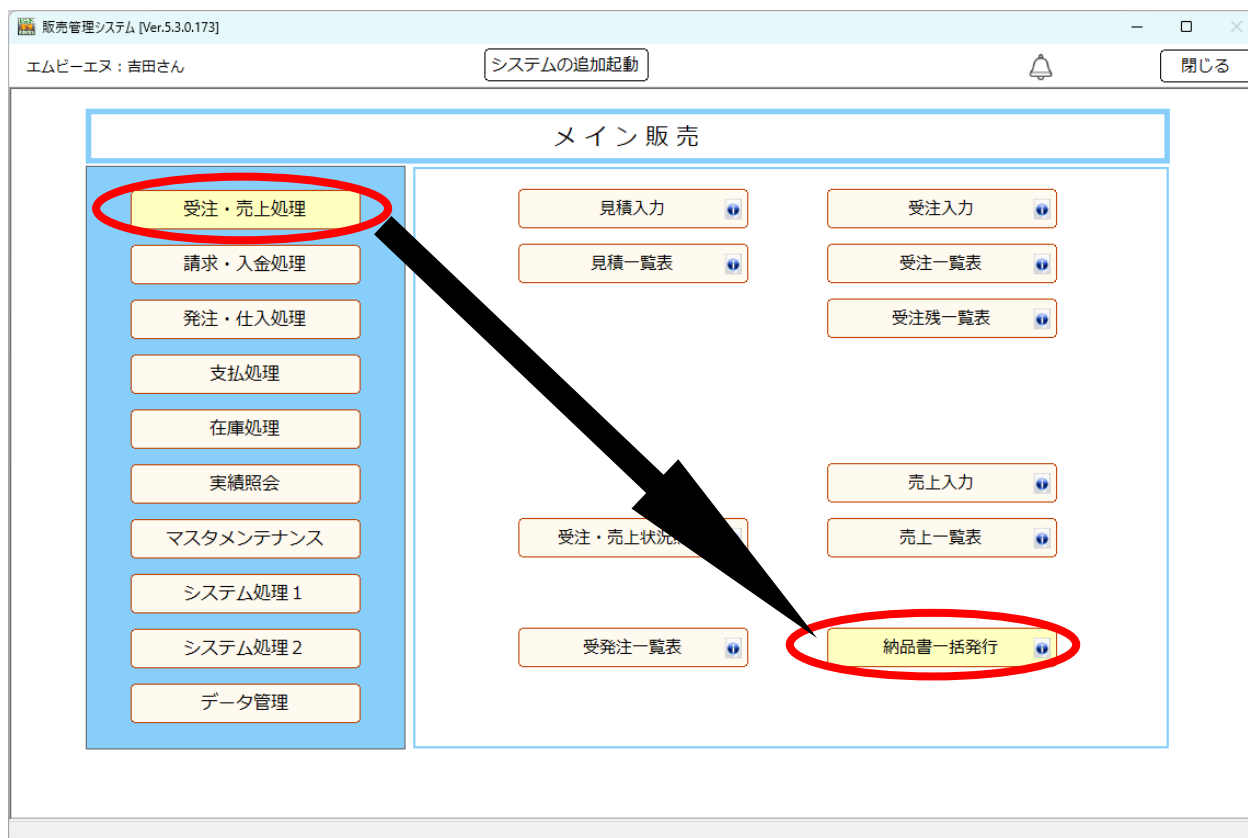 販売管理システム [Ver.5.3.0.173]
エムビーエヌ：吉田さん
システムの追加起動
閉じる
メイン販売
受注・売上処理
請求・入金処理
発注・仕入処理
支払処理
在庫処理
実績照会
マスタメンテナンス
システム処理１
システム処理２
データ管理
見積入力
受注入力
見積一覧表
受注一覧表
受注残一覧表
売上入力
受注・売上状況
売上一覧表
受発注一覧表
納品書一括発行